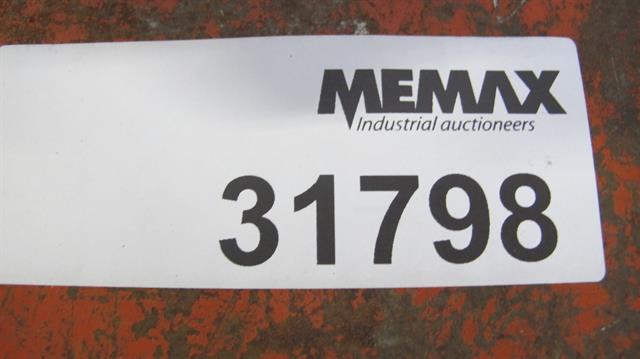 MEMAX
Industrial auctioneers
31798